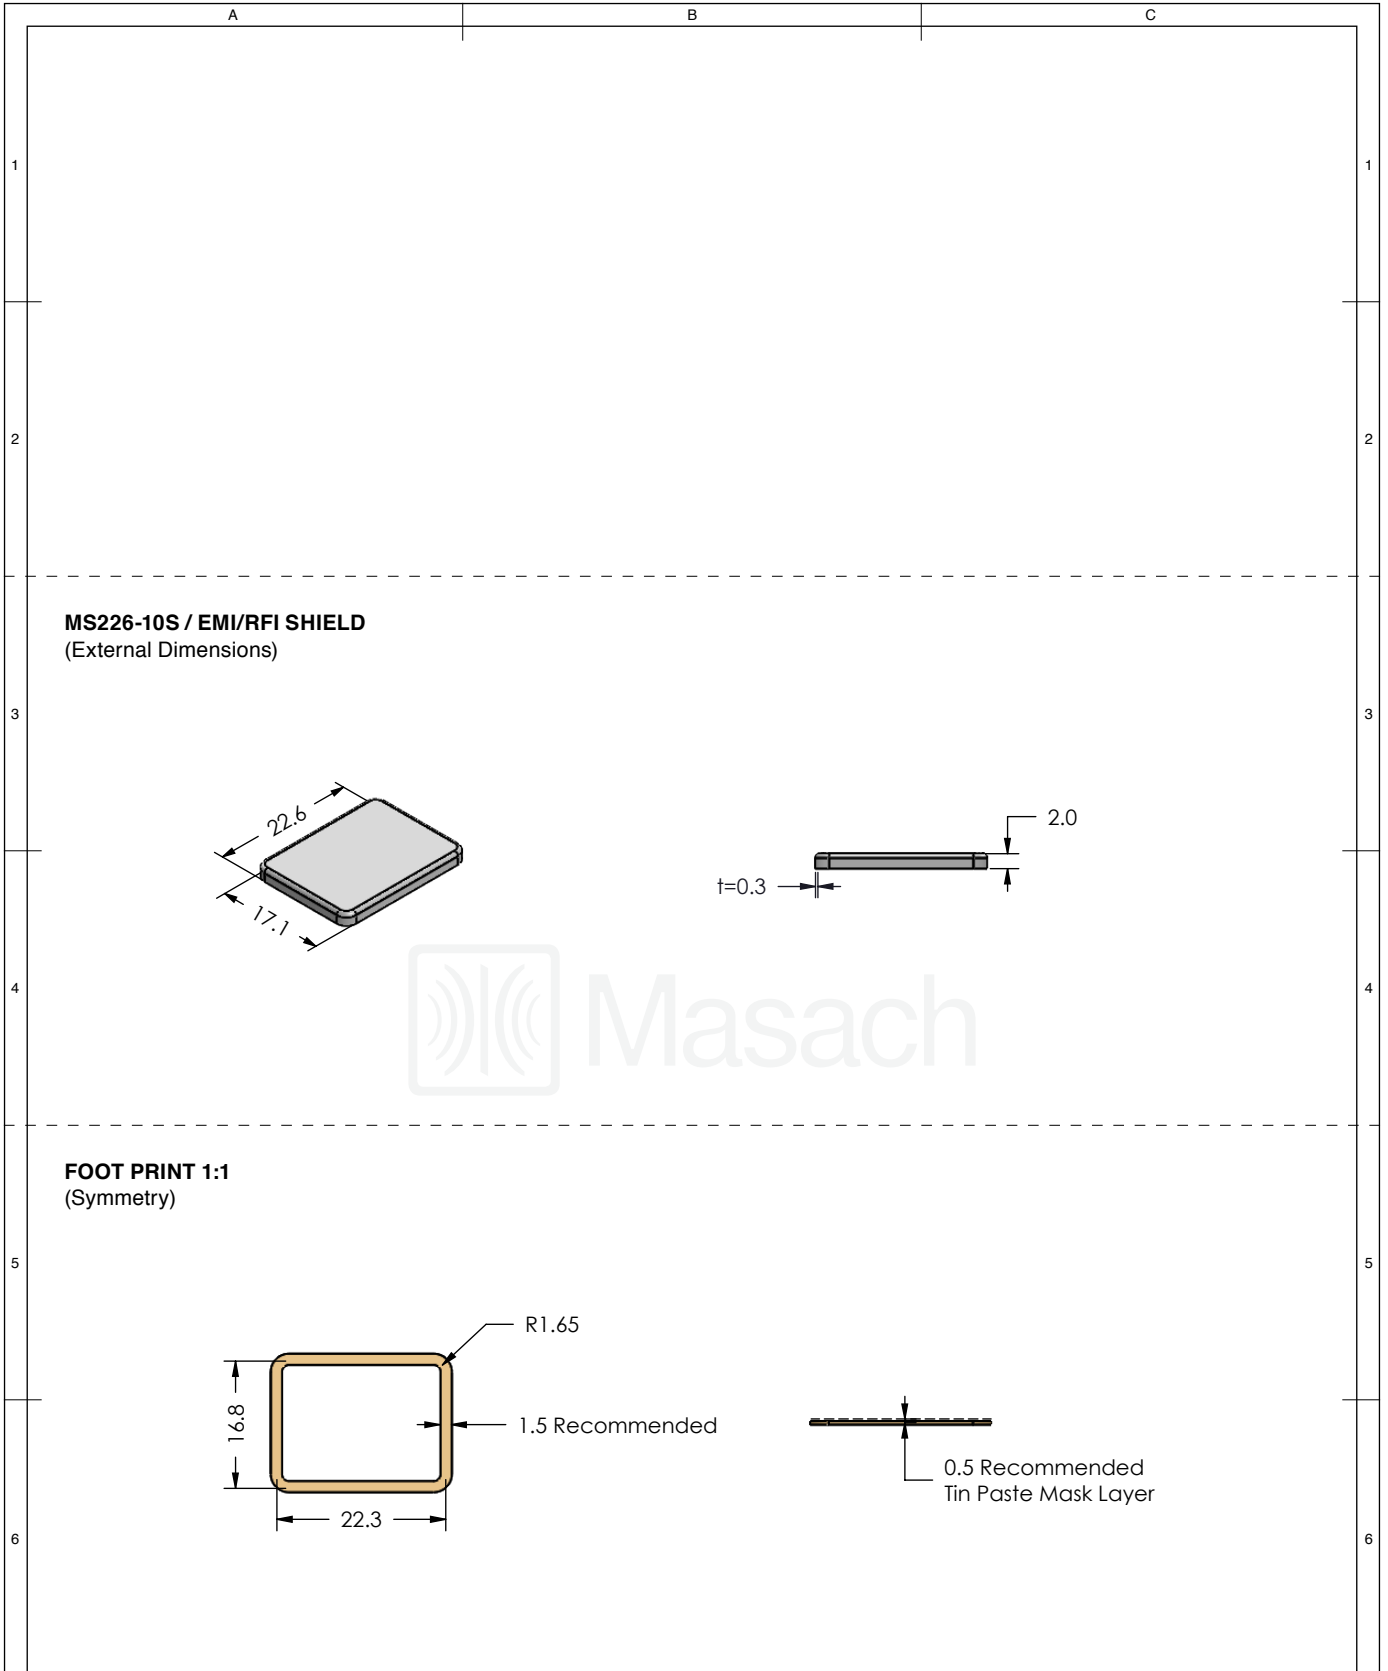 A B C
1 1
2 2
MS226-10S / EMI/RFI SHIELD
(External Dimensions)
3 3
22.6
17.1
2.0
t=0.3
4 4
Masach
FOOT PRINT 1:1
(Symmetry)
5 5
R1.65
16.8
1.5 Recommended
22.3
0.5 Recommended
Tin Paste Mask Layer
6 6